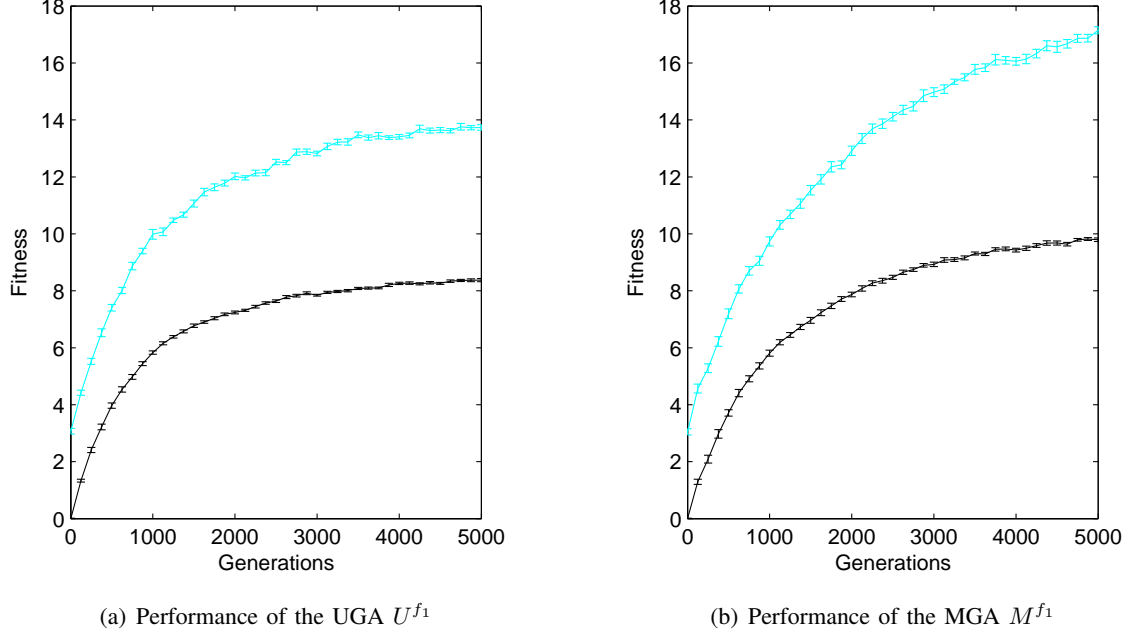 18
16
14
12
10
8
6
4
2
0
Fitness
0 1000 2000 3000 4000 5000
Generations
(a) Performance of the UGA U^{f_1}
18
16
14
12
10
8
6
4
2
0
Fitness
0 1000 2000 3000 4000 5000
Generations
(b) Performance of the MGA M^{f_1}